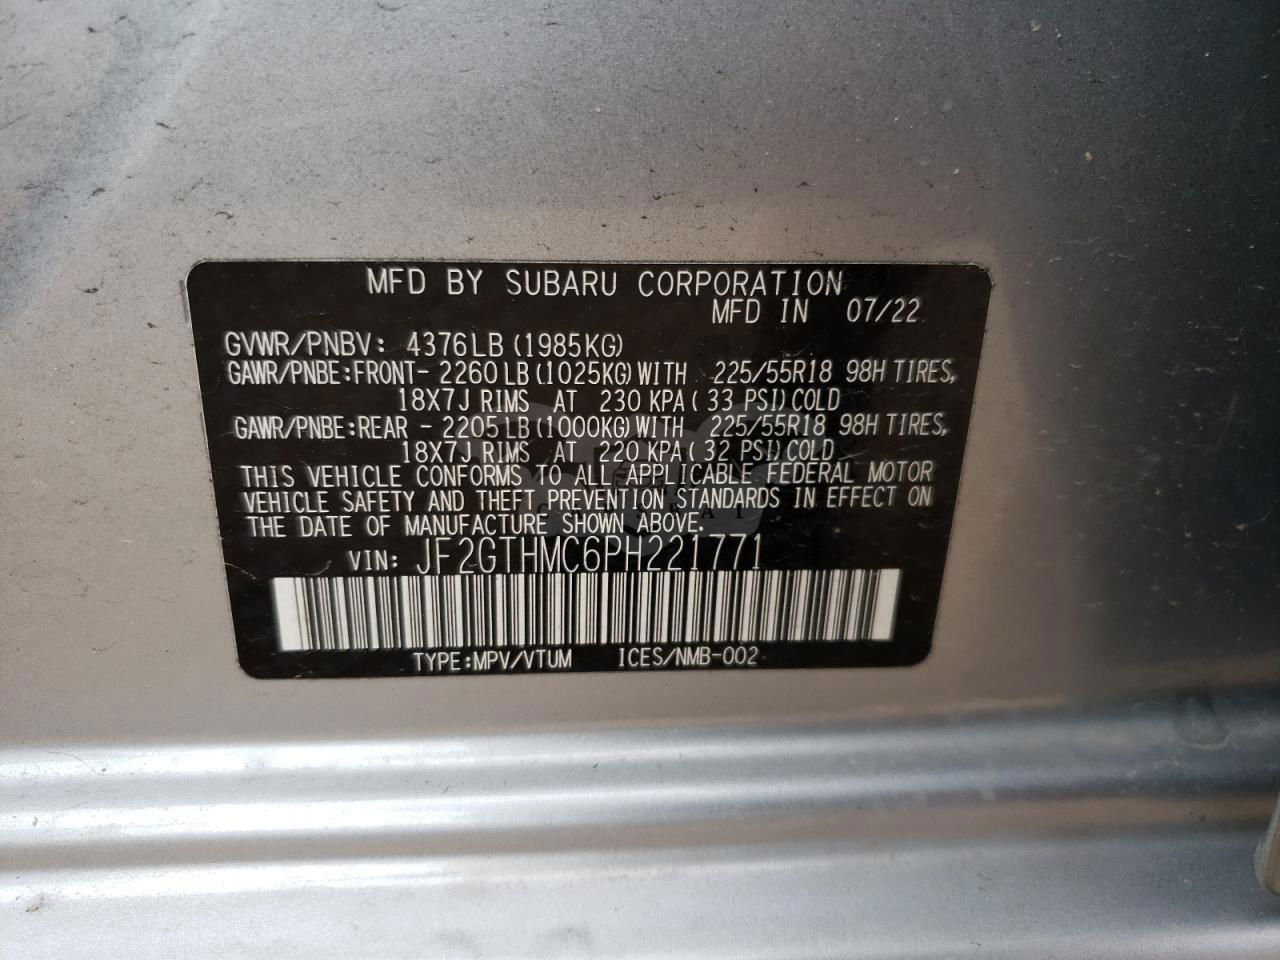 MFD BY SUBARU CORPORATION
MFD IN 07/22
GVWR/PNBV: 4376LB(1985KG)
GAWR/PNBE:FRONT- 2260LB(1025KG)WITH 225/55R18 98H TIRES,
18X7J RIMS AT 230 KPA( 33 PSI)COLD
GAWR/PNBE:REAR - 2205LB(1000KG)WITH 225/55R18 98H TIRES,
18X7J RIMS AT 220 KPA( 32 PSI)COLD
THIS VEHICLE CONFORMS TO ALL APPLICABLE FEDERAL MOTOR
VEHICLE SAFETY AND THEFT PREVENTION STANDARDS IN EFFECT ON
THE DATE OF MANUFACTURE SHOWN ABOVE.
VIN: JF2GTHMC6PH221771
TYPE:MPV/VTUM ICES/NMB-002